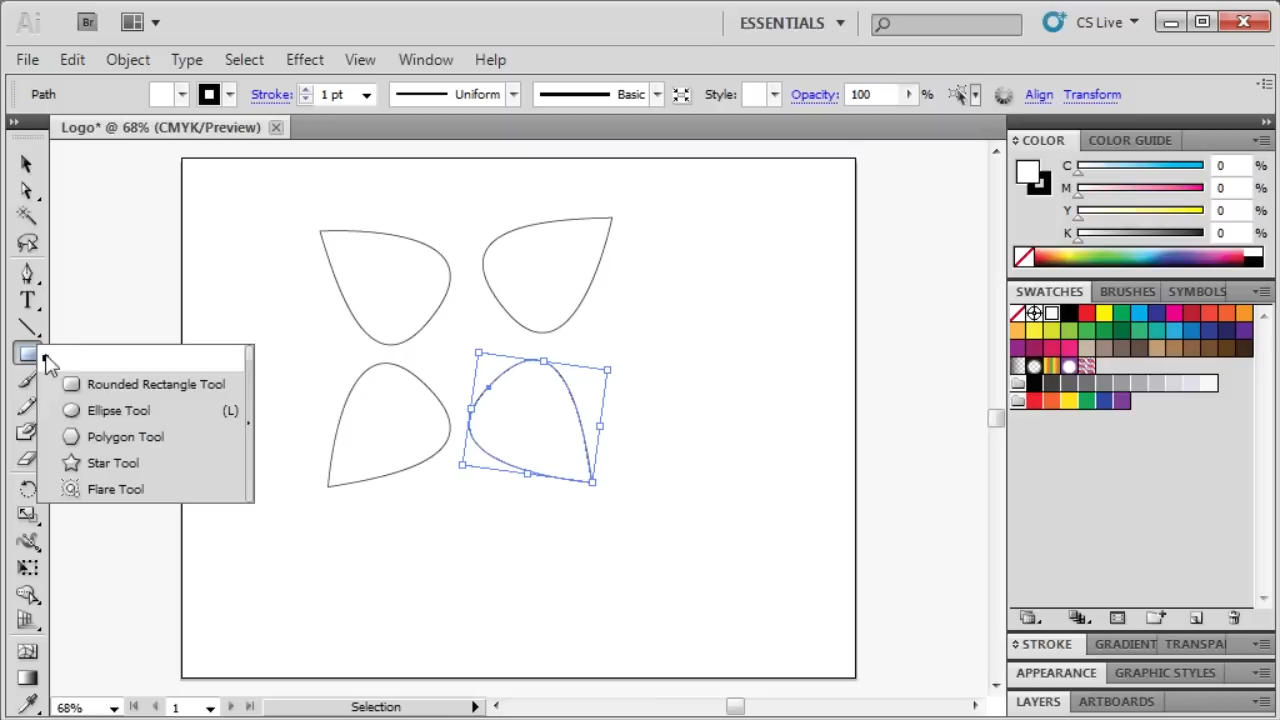 Ai
Br
ESSENTIALS
CS Live
File Edit Object Type Select Effect View Window Help
Path
Stroke: 1 pt Uniform Basic Style: Opacity: 100 % Align Transform
Logo* @ 68% (CMYK/Preview)
COLOR COLOR GUIDE
C 0 %
M 0 %
Y 0 %
K 0 %
SWATCHES BRUSHES SYMBOLS
Rounded Rectangle Tool
Ellipse Tool (L)
Polygon Tool
Star Tool
Flare Tool
STROKE GRADIENT TRANSPA
APPEARANCE GRAPHIC STYLES
LAYERS ARTBOARDS
68% 1 Selection